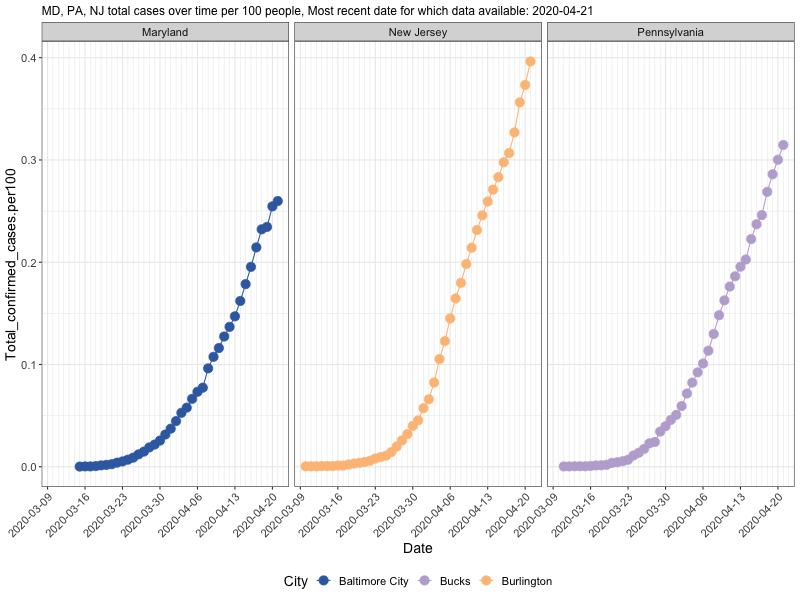 MD, PA, NJ total cases over time per 100 people, Most recent date for which data available: 2020-04-21
Maryland New Jersey Pennsylvania
Total_confirmed_cases.per100
0.4
0.3
0.2
0.1
0.0
2020-03-09 2020-03-16 2020-03-23 2020-03-30 2020-04-06 2020-04-13 2020-04-20 2020-03-09 2020-03-16 2020-03-23 2020-03-30 2020-04-06 2020-04-13 2020-04-20 2020-03-09 2020-03-16 2020-03-23 2020-03-30 2020-04-06 2020-04-13 2020-04-20
Date
City Baltimore City Bucks Burlington